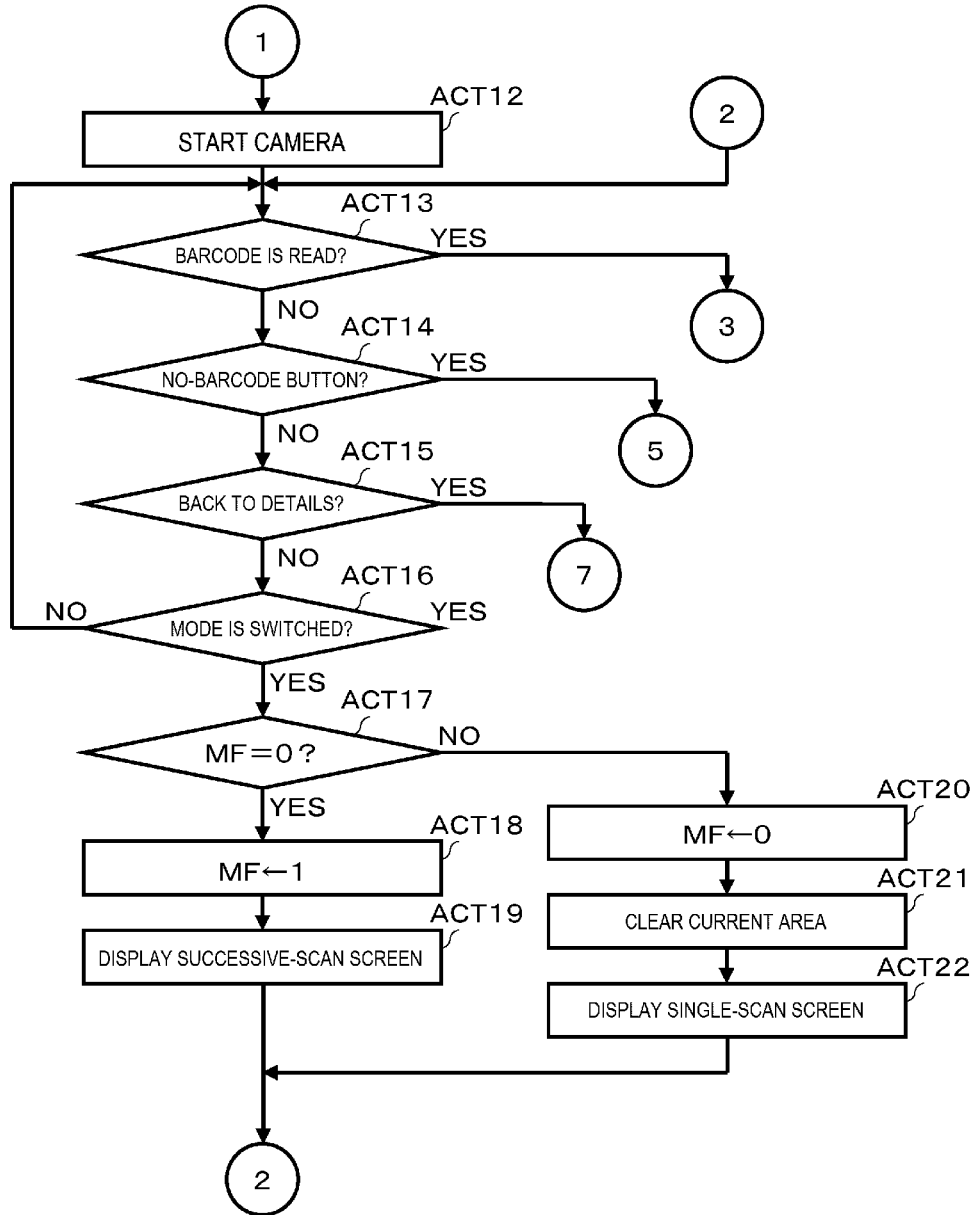 1
ACT12
START CAMERA
2
ACT13
BARCODE IS READ?
YES
3
NO
ACT14
NO-BARCODE BUTTON?
YES
5
NO
ACT15
BACK TO DETAILS?
YES
7
NO
ACT16
NO
MODE IS SWITCHED?
YES
YES
ACT17
MF=0?
NO
YES
ACT18
MF←1
ACT19
DISPLAY SUCCESSIVE-SCAN SCREEN
ACT20
MF←0
ACT21
CLEAR CURRENT AREA
ACT22
DISPLAY SINGLE-SCAN SCREEN
2